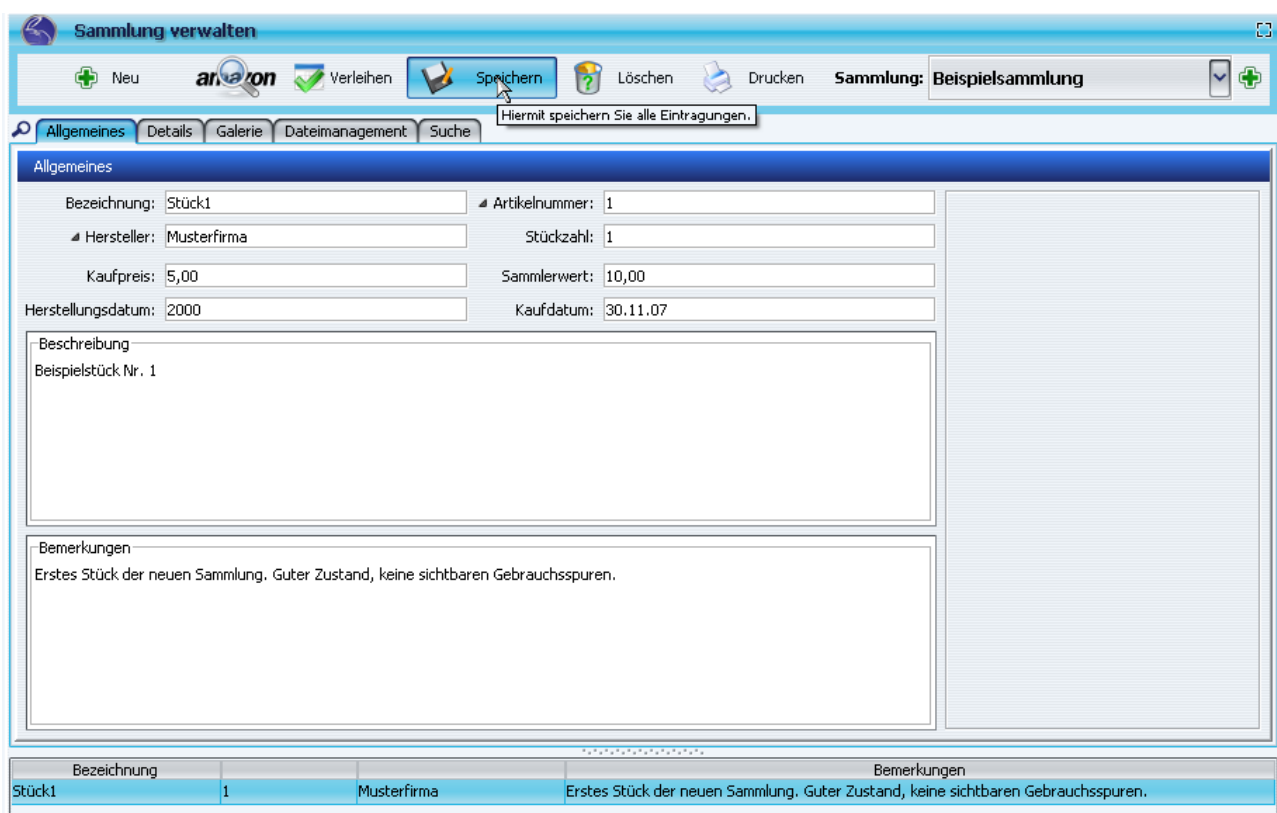 Sammlung verwalten
Neu amazon Verleihen Speichern Löschen Drucken Sammlung: Beispielsammlung
Hiermit speichern Sie alle Eintragungen.
Allgemeines Details Galerie Dateimanagement Suche
Allgemeines
Bezeichnung: Stück1 Artikelnummer: 1
Hersteller: Musterfirma Stückzahl: 1
Kaufpreis: 5,00 Sammlerwert: 10,00
Herstellungsdatum: 2000 Kaufdatum: 30.11.07
Beschreibung
Beispielstück Nr. 1
Bemerkungen
Erstes Stück der neuen Sammlung. Guter Zustand, keine sichtbaren Gebrauchsspuren.
Bezeichnung Bemerkungen
Stück1 1 Musterfirma Erstes Stück der neuen Sammlung. Guter Zustand, keine sichtbaren Gebrauchsspuren.